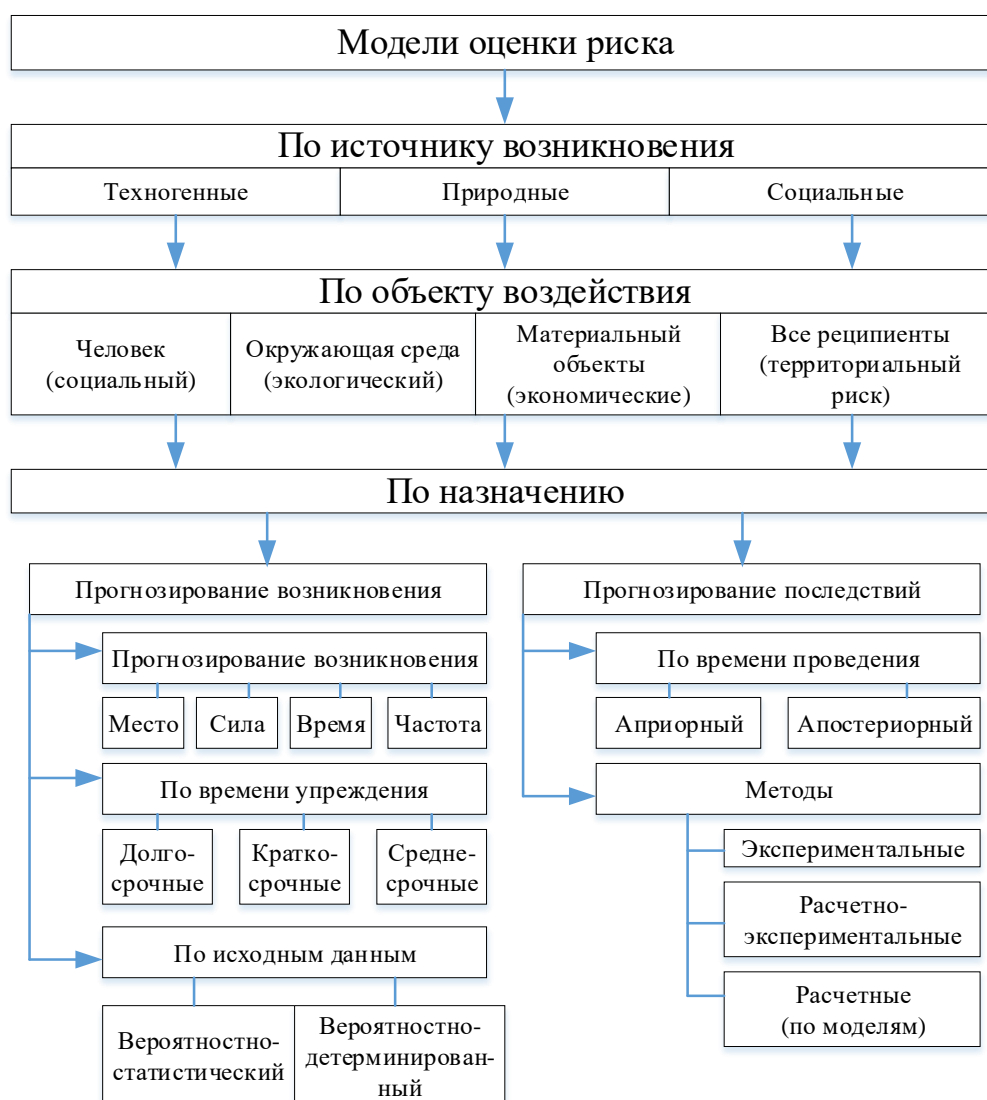 Модели оценки риска
По источнику возникновения
Техногенные
Природные
Социальные
По объекту воздействия
Человек
(социальный)
Окружающая среда
(экологический)
Материальный
объекты
(экономические)
Все реципиенты
(территориальный
риск)
По назначению
Прогнозирование возникновения
Прогнозирование возникновения
Место
Сила
Время
Частота
По времени упреждения
Долго-
срочные
Кратко-
срочные
Средне-
срочные
По исходным данным
Вероятностно-
статистический
Вероятностно-
детерминирован-
ный
Прогнозирование последствий
По времени проведения
Априорный
Апостериорный
Методы
Экспериментальные
Расчетно-
экспериментальные
Расчетные
(по моделям)